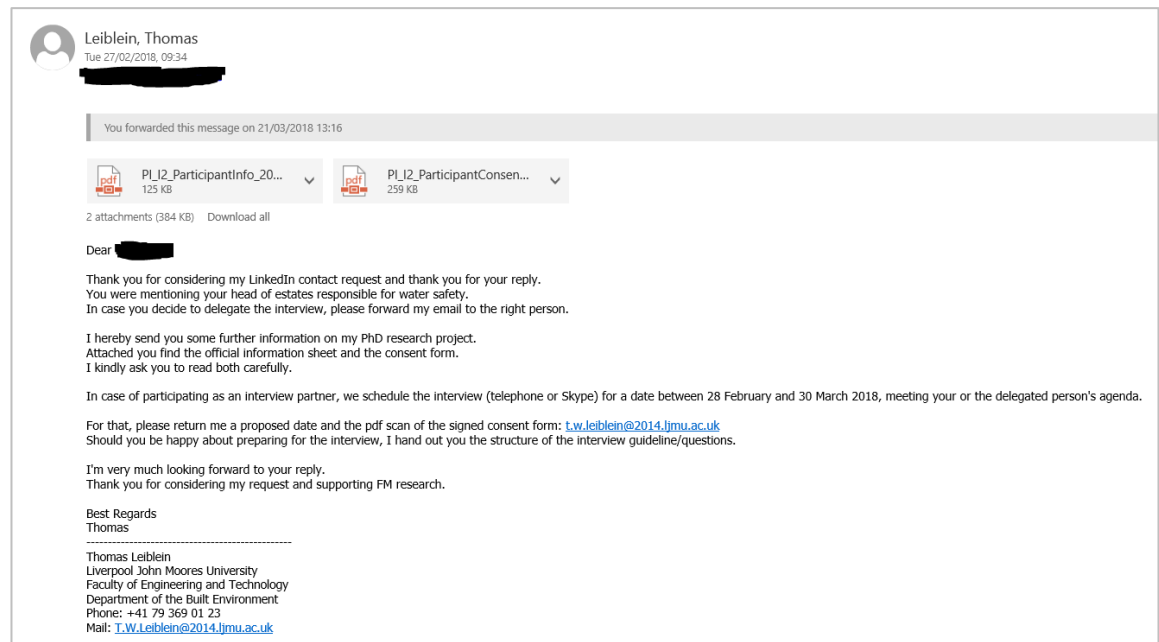 Leiblein, Thomas
Tue 27/02/2018, 09:34
You forwarded this message on 21/03/2018 13:16
PI_I2_ParticipantInfo_20... PI_I2_ParticipantConsen...
125 KB 259 KB
2 attachments (384 KB) Download all
Dear
Thank you for considering my LinkedIn contact request and thank you for your reply.
You were mentioning your head of estates responsible for water safety.
In case you decide to delegate the interview, please forward my email to the right person.
I hereby send you some further information on my PhD research project.
Attached you find the official information sheet and the consent form.
I kindly ask you to read both carefully.
In case of participating as an interview partner, we schedule the interview (telephone or Skype) for a date between 28 February and 30 March 2018, meeting your or the delegated person's agenda.
For that, please return me a proposed date and the pdf scan of the signed consent form: t.w.leiblein@2014.ljmu.ac.uk
Should you be happy about preparing for the interview, I hand out you the structure of the interview guideline/questions.
I'm very much looking forward to your reply.
Thank you for considering my request and supporting FM research.
Best Regards
Thomas
------------------------------------------------
Thomas Leiblein
Liverpool John Moores University
Faculty of Engineering and Technology
Department of the Built Environment
Phone: +41 79 369 01 23
Mail: T.W.Leiblein@2014.ljmu.ac.uk